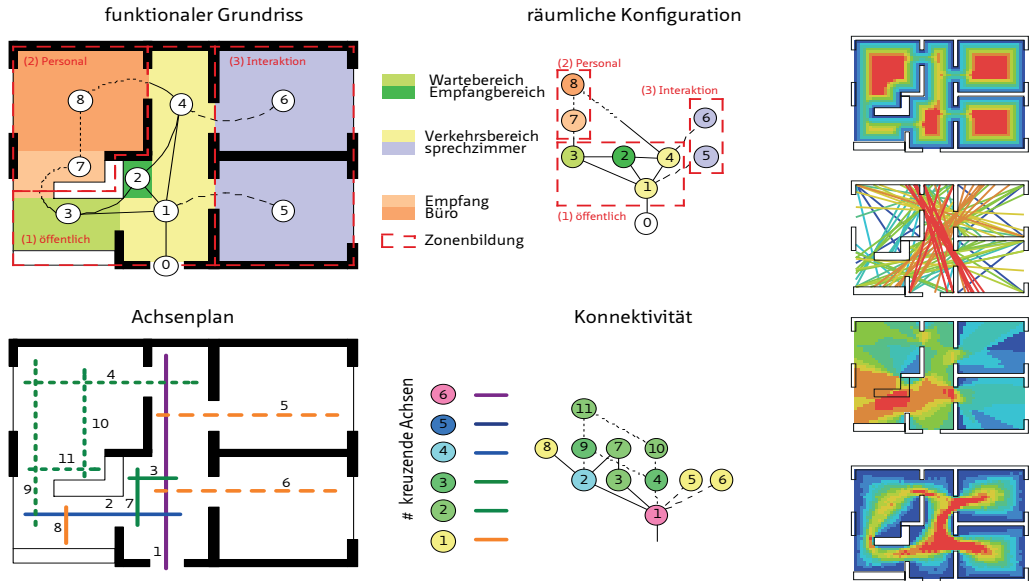 funktionaler Grundriss
(2) Personal
(3) Interaktion
8
4
6
7
2
3
1
5
(1) öffentlich
0
Wartebereich
Empfangbereich
Verkehrsbereich
sprechzimmer
Empfang
Büro
Zonenbildung
räumliche Konfiguration
(2) Personal
8
(3) Interaktion
7
6
3
2
4
5
1
(1) öffentlich
0
Achsenplan
4
5
10
11
3
6
9
2
7
8
1
# kreuzende Achsen
6
5
4
3
2
1
Konnektivität
11
8
9
7
10
2
3
4
5
6
1